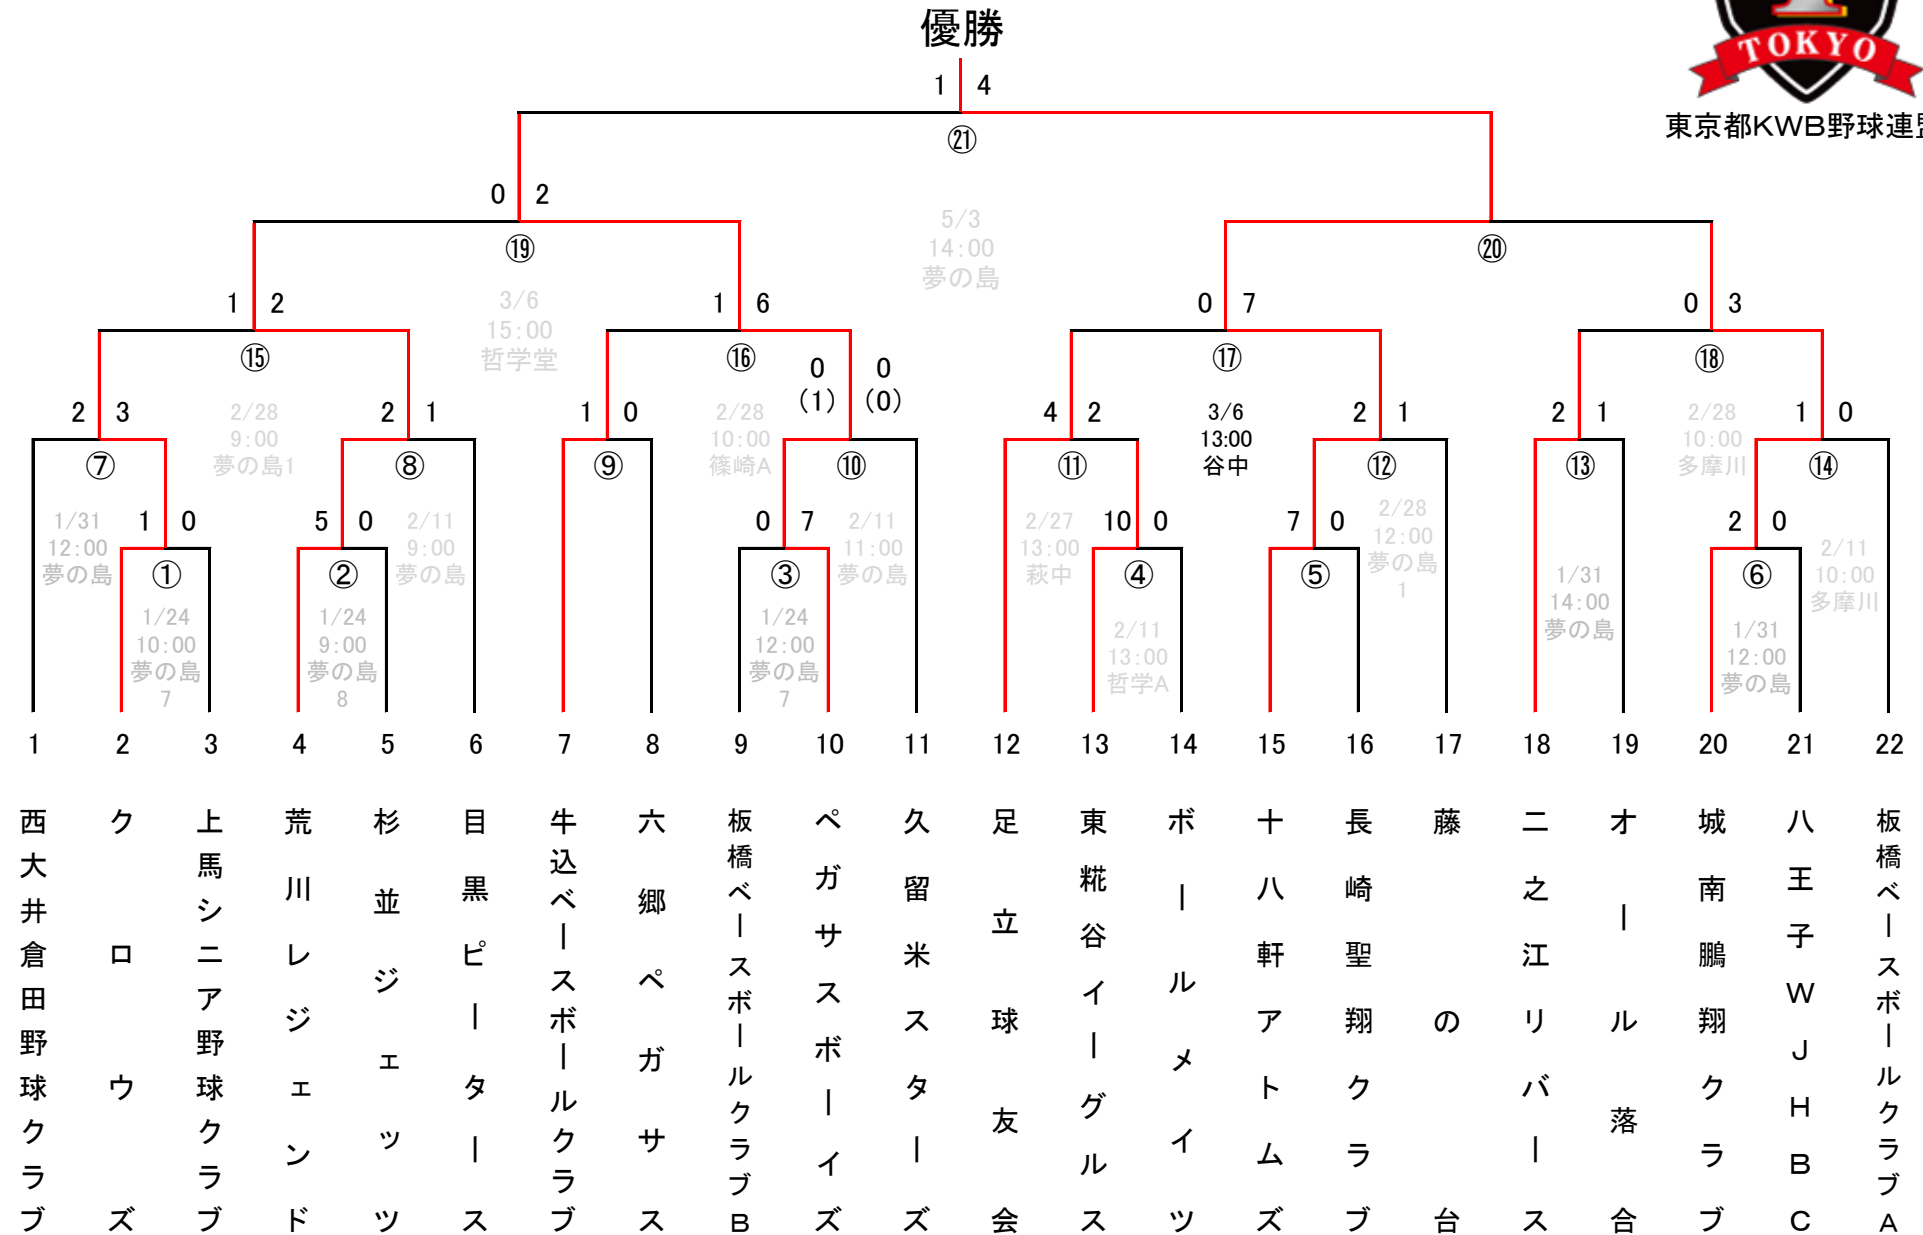 優勝
TOKYO
東京都KWB野球連盟
1 4
㉑
0 2
5/3
14:00
夢の島
⑲
⑳
1 2
3/6
15:00
哲学堂
1 6
0 7
0 3
⑮
⑯
⑰
⑱
0 0
(1) (0)
2 3
2/28
9:00
夢の島1
2 1
1 0
2/28
10:00
篠崎A
4 2
3/6
13:00
谷中
2 1
2 1
2/28
10:00
多摩川
1 0
⑦
⑧
⑨
⑩
⑪
⑫
⑬
⑭
1/31
12:00
夢の島
1 0
5 0
2/11
9:00
夢の島
0 7
2/11
11:00
夢の島
2/27
13:00
萩中
10 0
7 0
2/28
12:00
夢の島
1
1/31
14:00
夢の島
2 0
2/11
10:00
多摩川
①
②
③
④
⑤
⑥
1/24
10:00
夢の島
7
1/24
9:00
夢の島
8
1/24
12:00
夢の島
7
2/11
13:00
哲学A
1/31
12:00
夢の島
1 2 3 4 5 6 7 8 9 10 11 12 13 14 15 16 17 18 19 20 21 22
西大井倉田野球クラブ
クロウズ
上馬シニア野球クラブ
荒川レジェンド
杉並ジェッツ
目黒ピータース
牛込ベースボールクラブ
六郷ペガサス
板橋ベースボールクラブB
ペガサスボーイズ
久留米スターズ
足立球友会
東糀谷イーグルス
ボールメイツ
十八軒アトムズ
長崎聖翔クラブ
藤の台
二之江リバース
オール落合
城南鵬翔クラブ
八王子WJHBC
板橋ベースボールクラブA